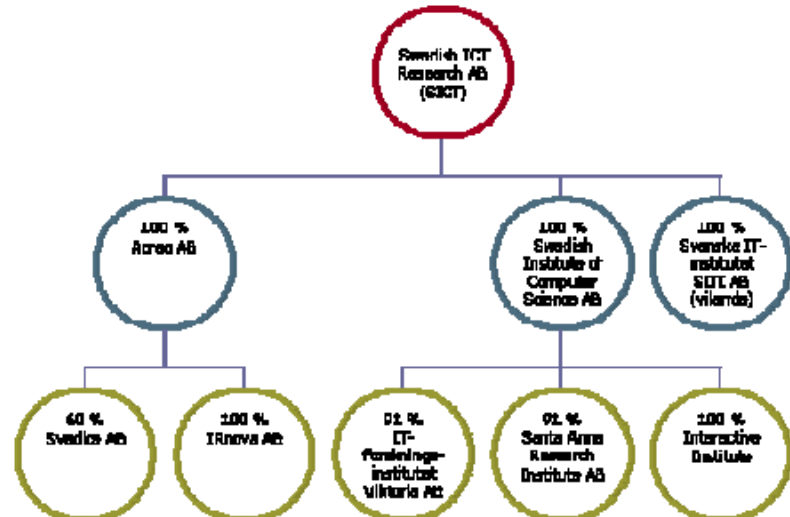 Swedish ICT
Research AB
(SICT)
100 %
Acreo AB
100 %
Swedish
Institute of
Computer
Science AB
100 %
Svenska IT-
institutet
SITI AB
(vilande)
60 %
Svedice AB
100 %
IRnova AB
91 %
IT-
forsknings-
institutet
Viktoria AB
91 %
Santa Anna
Research
Institute AB
100 %
Interactive
Institute